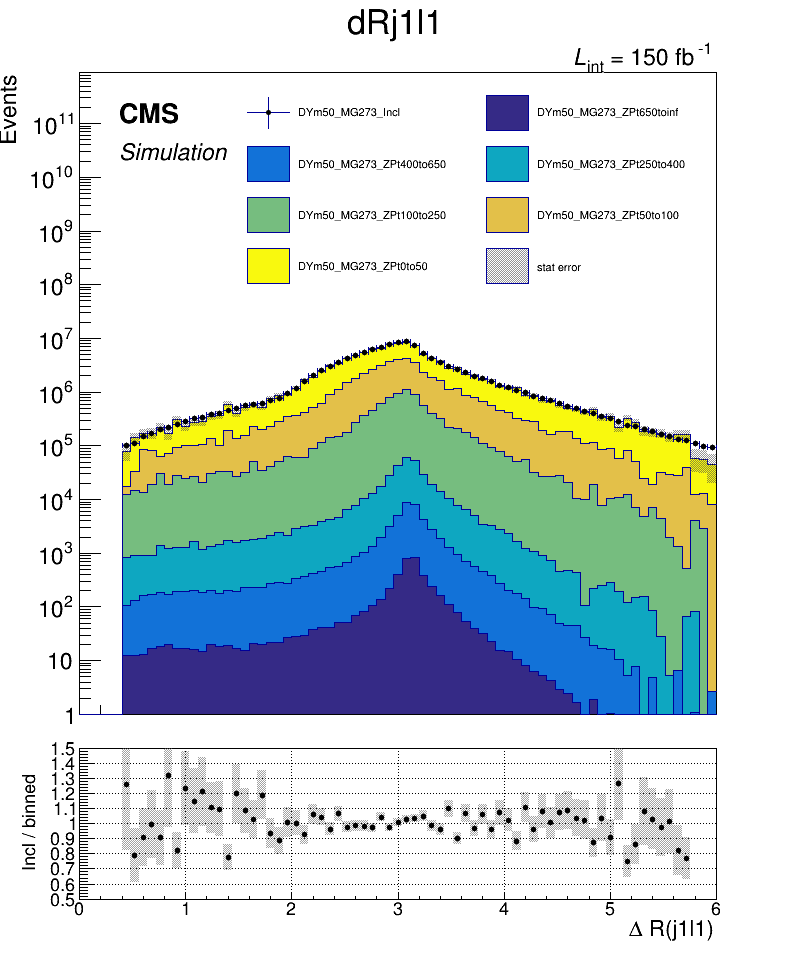 dRj1l1
L_int = 150 fb^-1
Events
CMS
Simulation
DYm50_MG273_Incl
DYm50_MG273_ZPt650toinf
DYm50_MG273_ZPt400to650
DYm50_MG273_ZPt250to400
DYm50_MG273_ZPt100to250
DYm50_MG273_ZPt50to100
DYm50_MG273_ZPt0to50
stat error
10^11
10^10
10^9
10^8
10^7
10^6
10^5
10^4
10^3
10^2
10
1
Incl / binned
1.5
1.4
1.3
1.2
1.1
1
0.9
0.8
0.7
0.6
0.5
0 1 2 3 4 5 6
Δ R(j1l1)